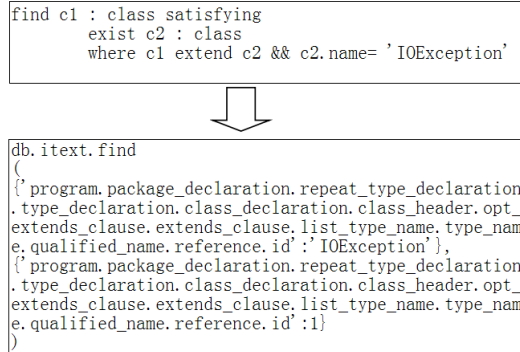 find c1 : class satisfying
exist c2 : class
where c1 extend c2 && c2.name= 'IOException'
db.itext.find
(
{'program.package_declaration.repeat_type_declaration
.type_declaration.class_declaration.class_header.opt_
extends_clause.extends_clause.list_type_name.type_nam
e.qualified_name.reference.id':'IOException'},
{'program.package_declaration.repeat_type_declaration
.type_declaration.class_declaration.class_header.opt_
extends_clause.extends_clause.list_type_name.type_nam
e.qualified_name.reference.id':1}
)